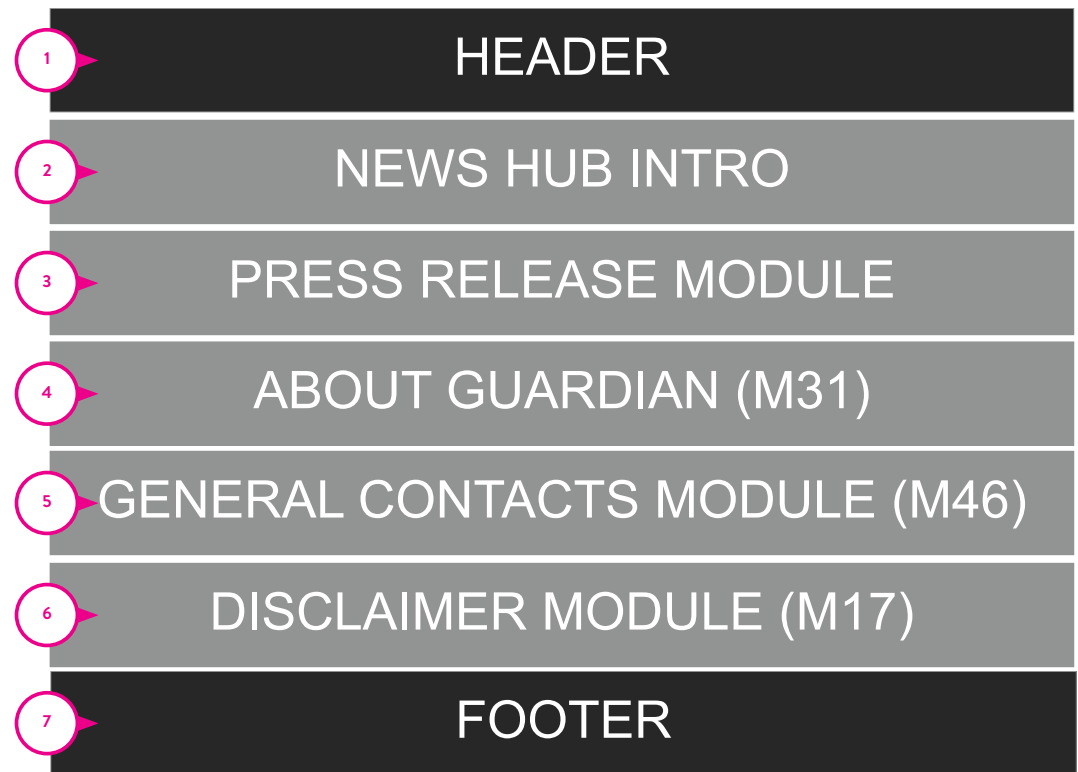 1
HEADER
2
NEWS HUB INTRO
3
PRESS RELEASE MODULE
4
ABOUT GUARDIAN (M31)
5
GENERAL CONTACTS MODULE (M46)
6
DISCLAIMER MODULE (M17)
7
FOOTER